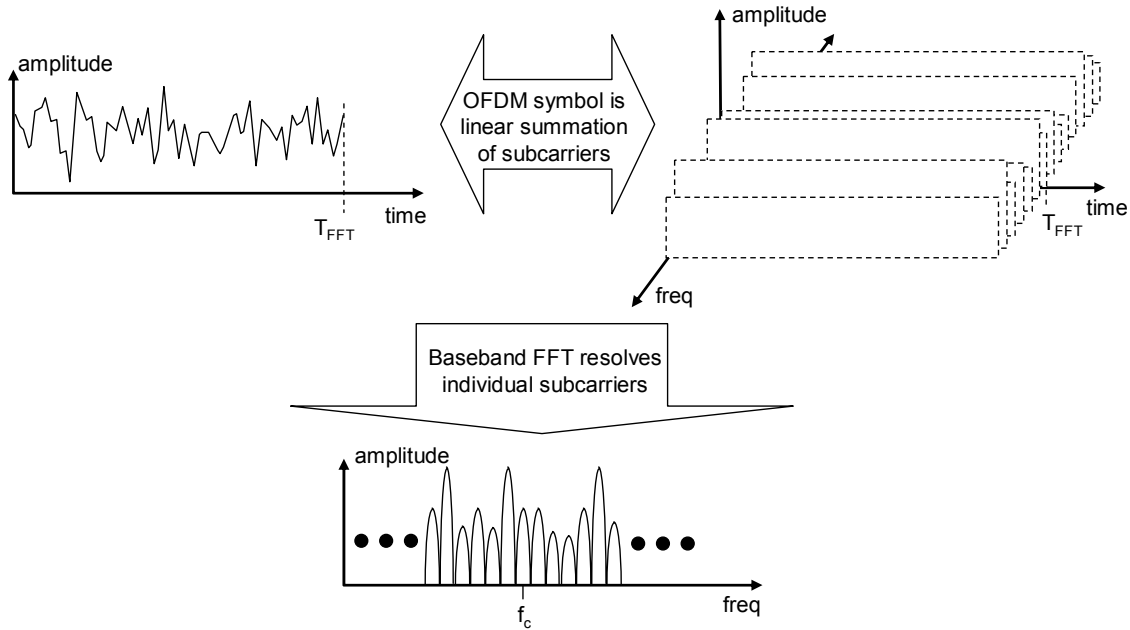 amplitude
time
T_FFT
OFDM symbol is
linear summation
of subcarriers
amplitude
time
T_FFT
freq
Baseband FFT resolves
individual subcarriers
amplitude
f_c
freq